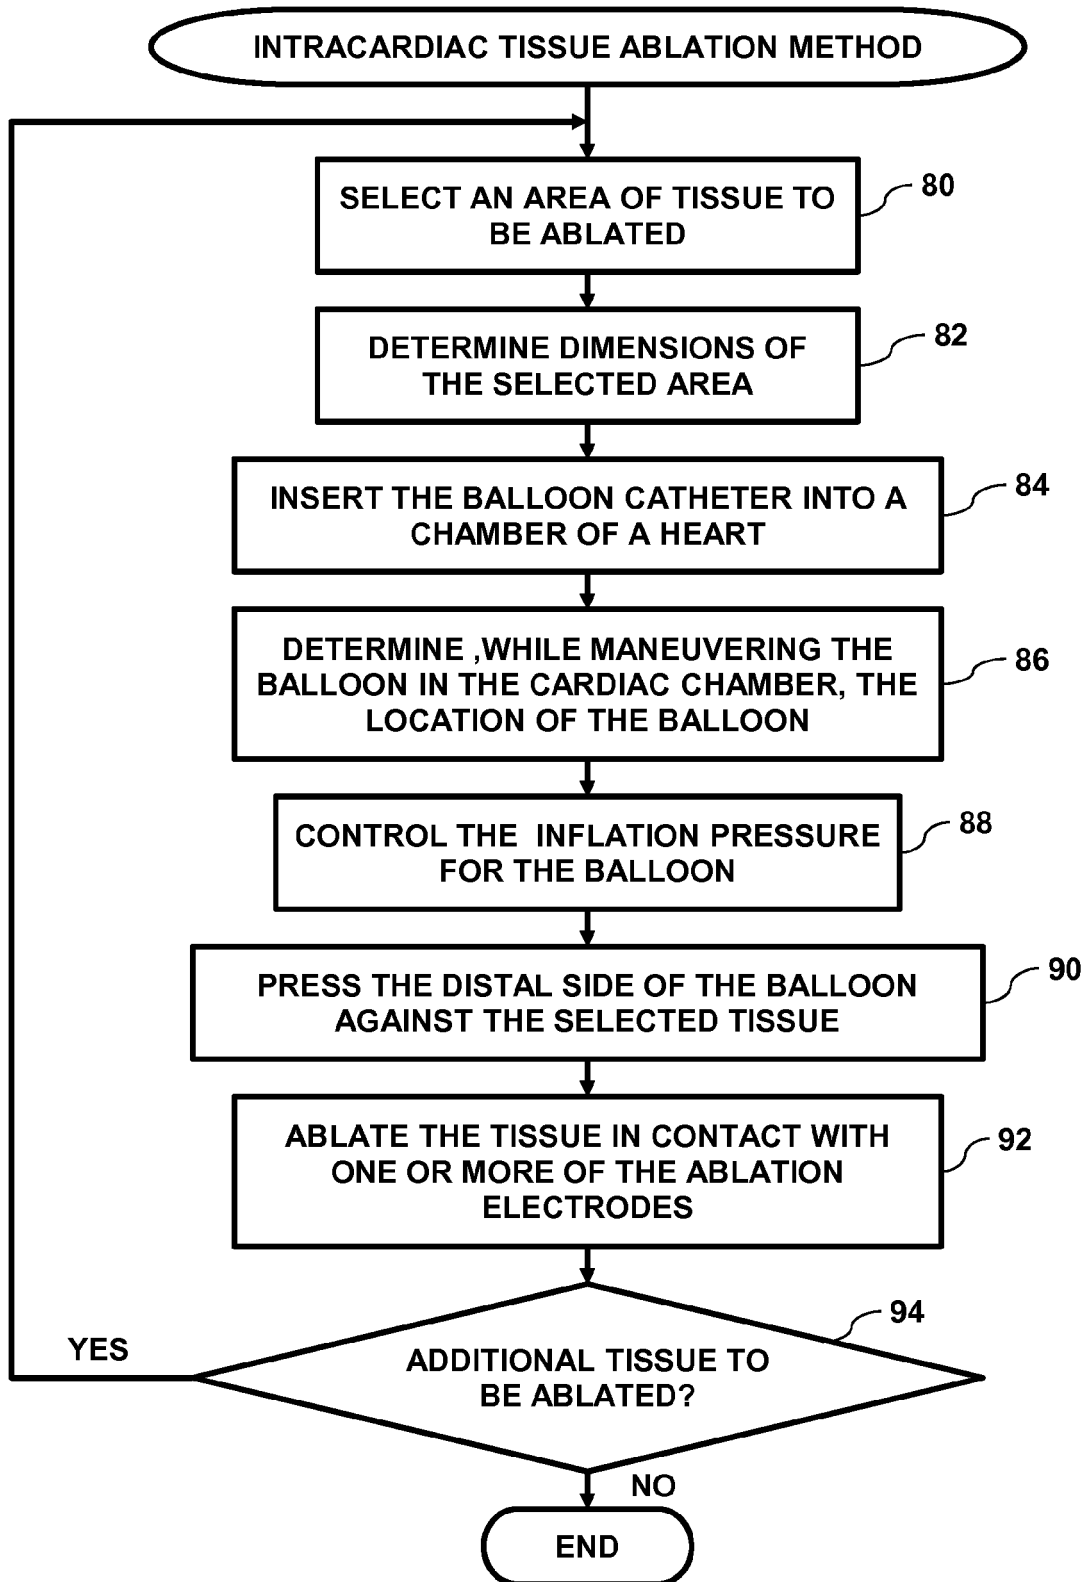 INTRACARDIAC TISSUE ABLATION METHOD
SELECT AN AREA OF TISSUE TO
BE ABLATED
80
DETERMINE DIMENSIONS OF
THE SELECTED AREA
82
INSERT THE BALLOON CATHETER INTO A
CHAMBER OF A HEART
84
DETERMINE ,WHILE MANEUVERING THE
BALLOON IN THE CARDIAC CHAMBER, THE
LOCATION OF THE BALLOON
86
CONTROL THE INFLATION PRESSURE
FOR THE BALLOON
88
PRESS THE DISTAL SIDE OF THE BALLOON
AGAINST THE SELECTED TISSUE
90
ABLATE THE TISSUE IN CONTACT WITH
ONE OR MORE OF THE ABLATION
ELECTRODES
92
ADDITIONAL TISSUE TO
BE ABLATED?
94
YES
NO
END